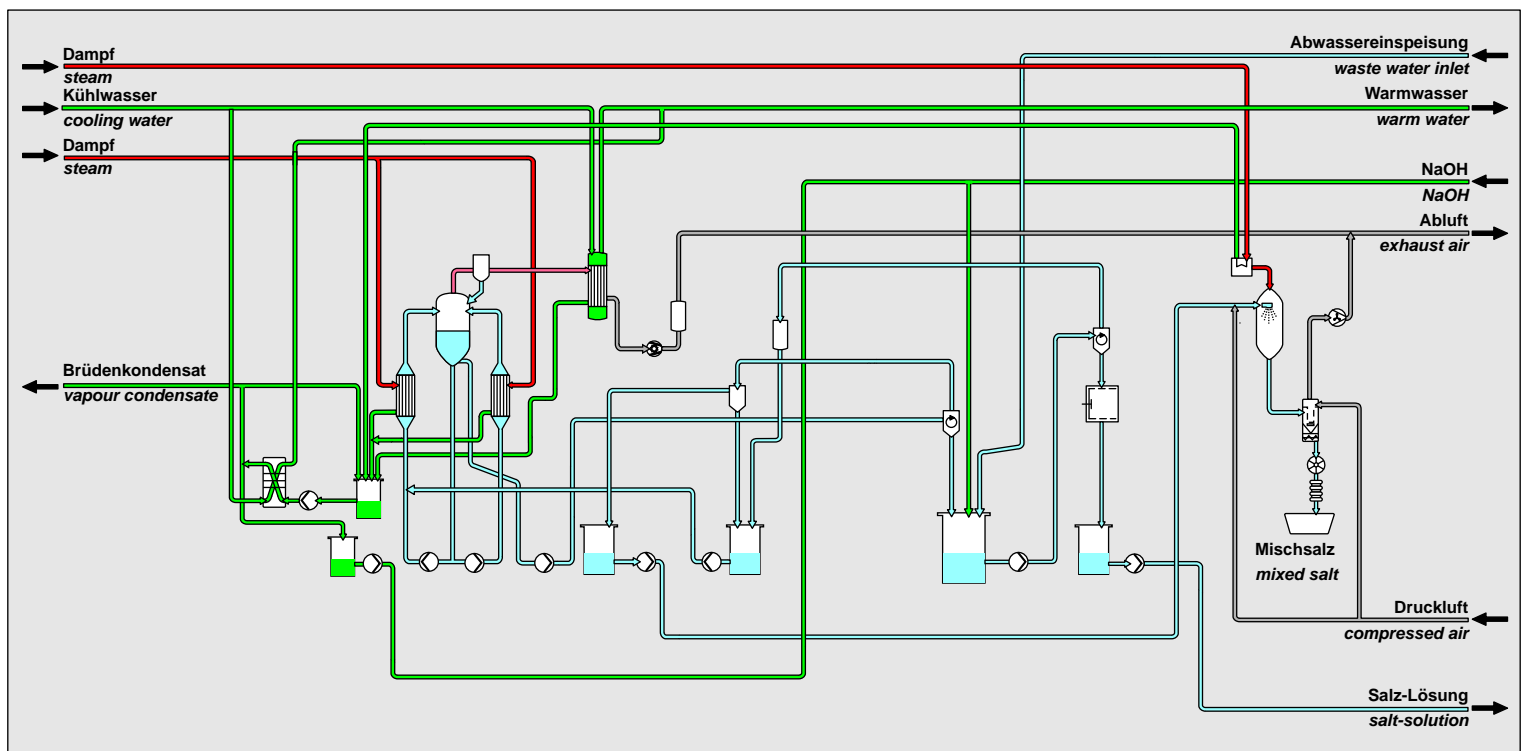 Dampf
steam
Kühlwasser
cooling water
Dampf
steam
Brüdenkondensat
vapour condensate
Abwassereinspeisung
waste water inlet
Warmwasser
warm water
NaOH
NaOH
Abluft
exhaust air
Mischsalz
mixed salt
Druckluft
compressed air
Salz-Lösung
salt-solution